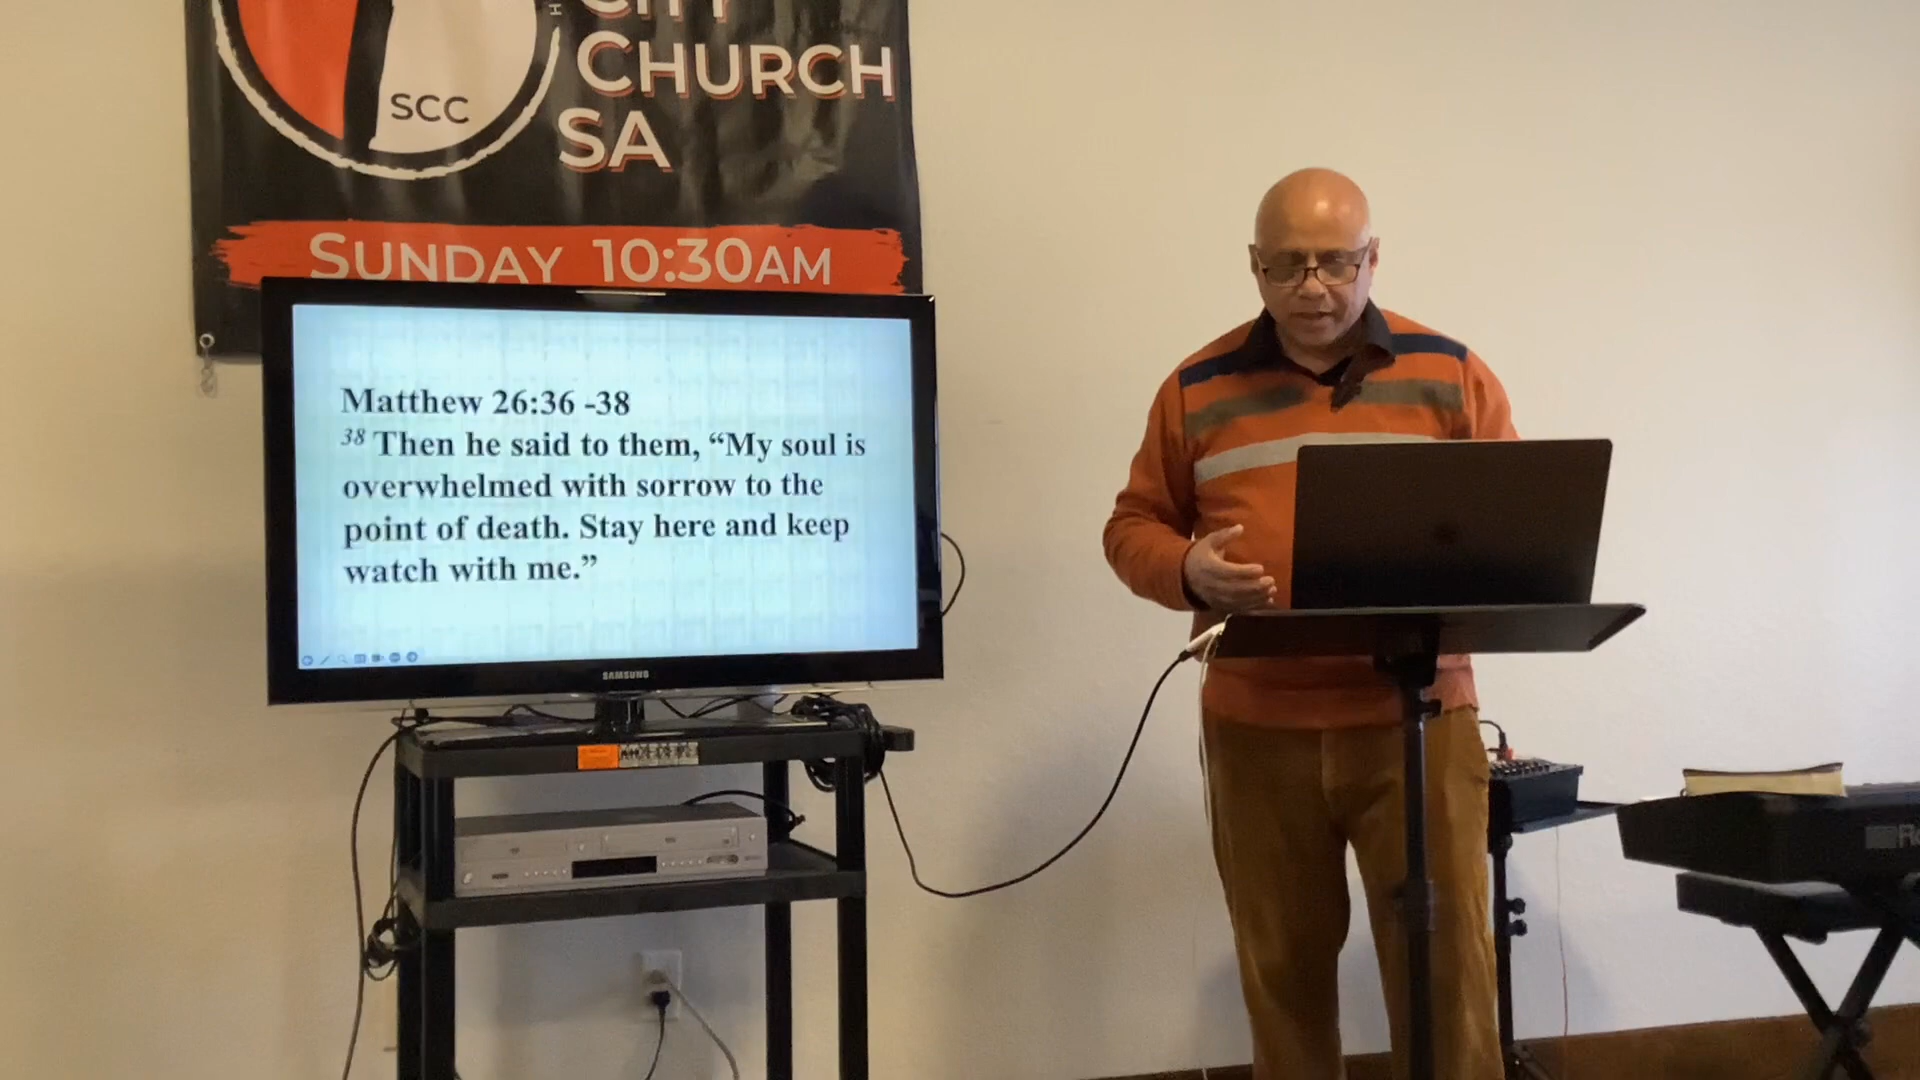 CITY
CHURCH
SA
SCC
SUNDAY 10:30AM
Matthew 26:36 -38
38 Then he said to them, “My soul is
overwhelmed with sorrow to the
point of death. Stay here and keep
watch with me.”
SAMSUNG